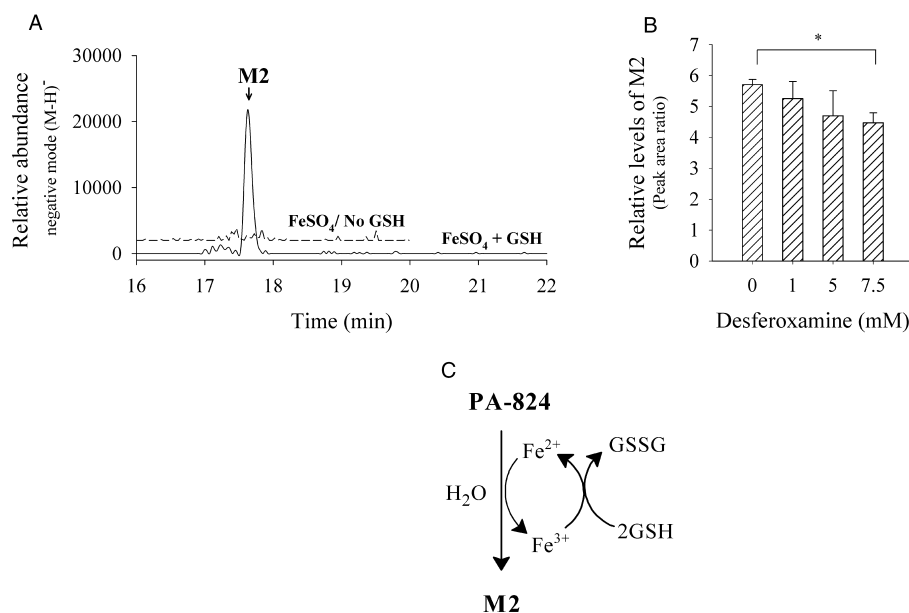 A
Relative abundance
negative mode (M-H)⁻
30000
20000
10000
0
M2
FeSO₄/ No GSH
FeSO₄ + GSH
16 17 18 19 20 21 22
Time (min)
B
Relative levels of M2
(Peak area ratio)
7
6
5
4
3
2
1
0
*
0 1 5 7.5
Desferoxamine (mM)
C
PA-824
Fe²⁺
GSSG
H₂O
Fe³⁺
2GSH
M2